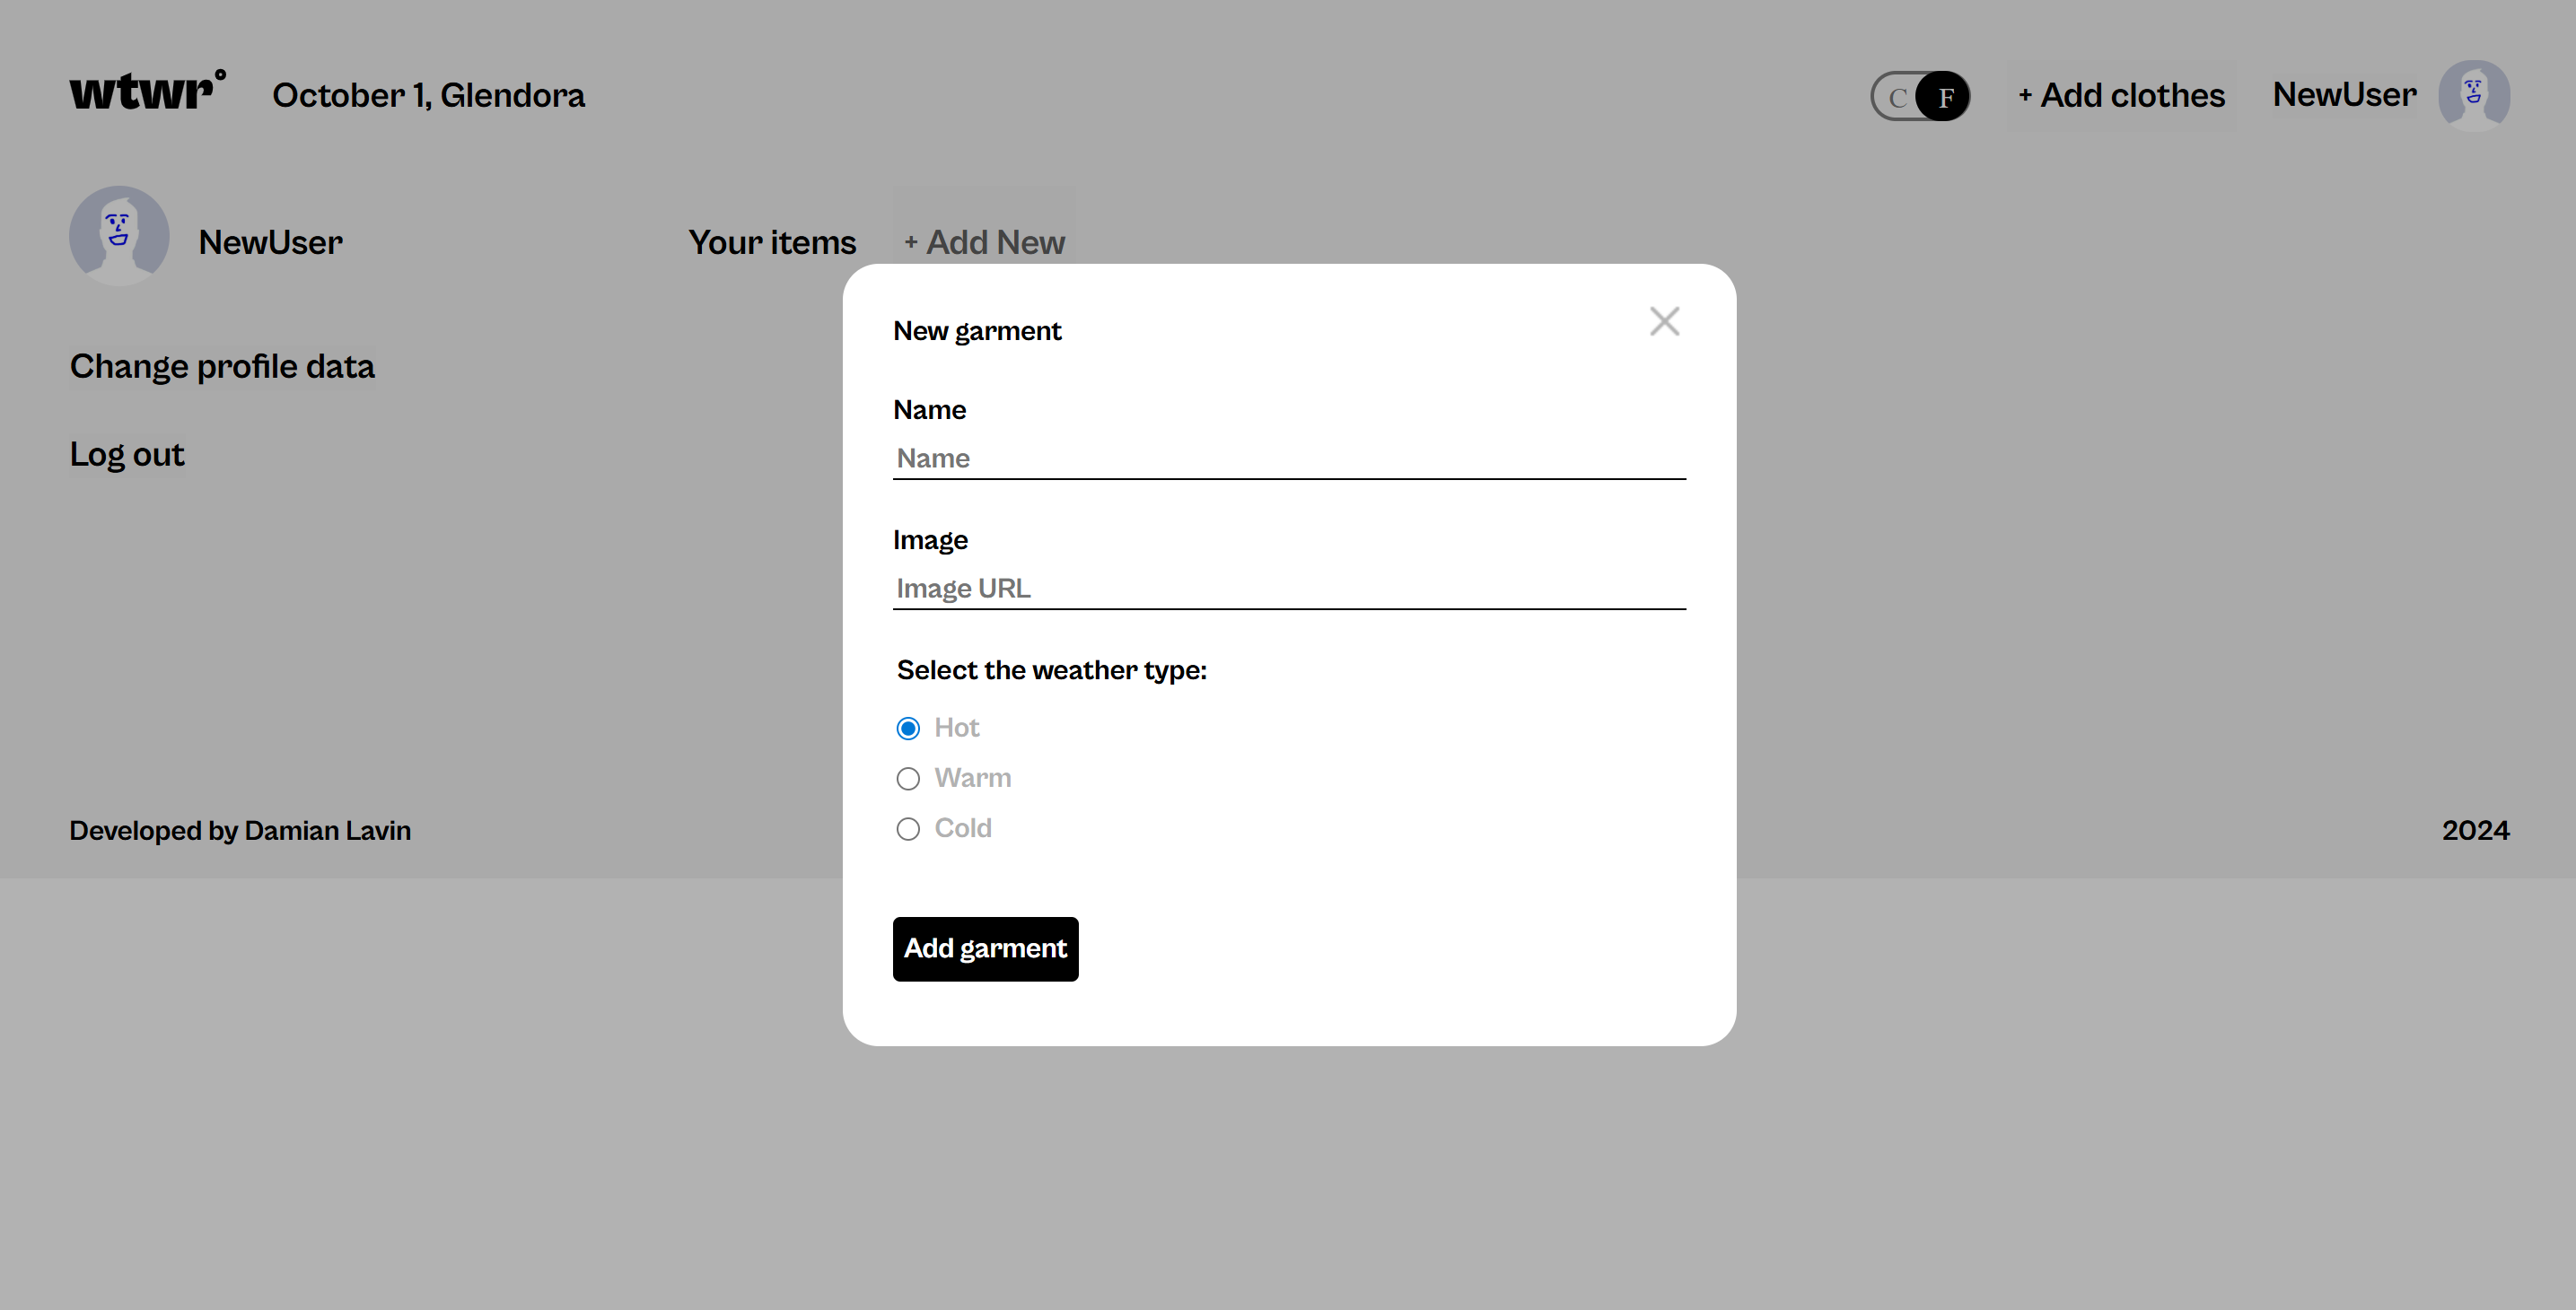 wtwr°
October 1, Glendora
C F
+ Add clothes
NewUser
NewUser
Your items
+ Add New
Change profile data
Log out
New garment
Name
Name
Image
Image URL
Select the weather type:
Hot
Warm
Cold
Add garment
Developed by Damian Lavin
2024